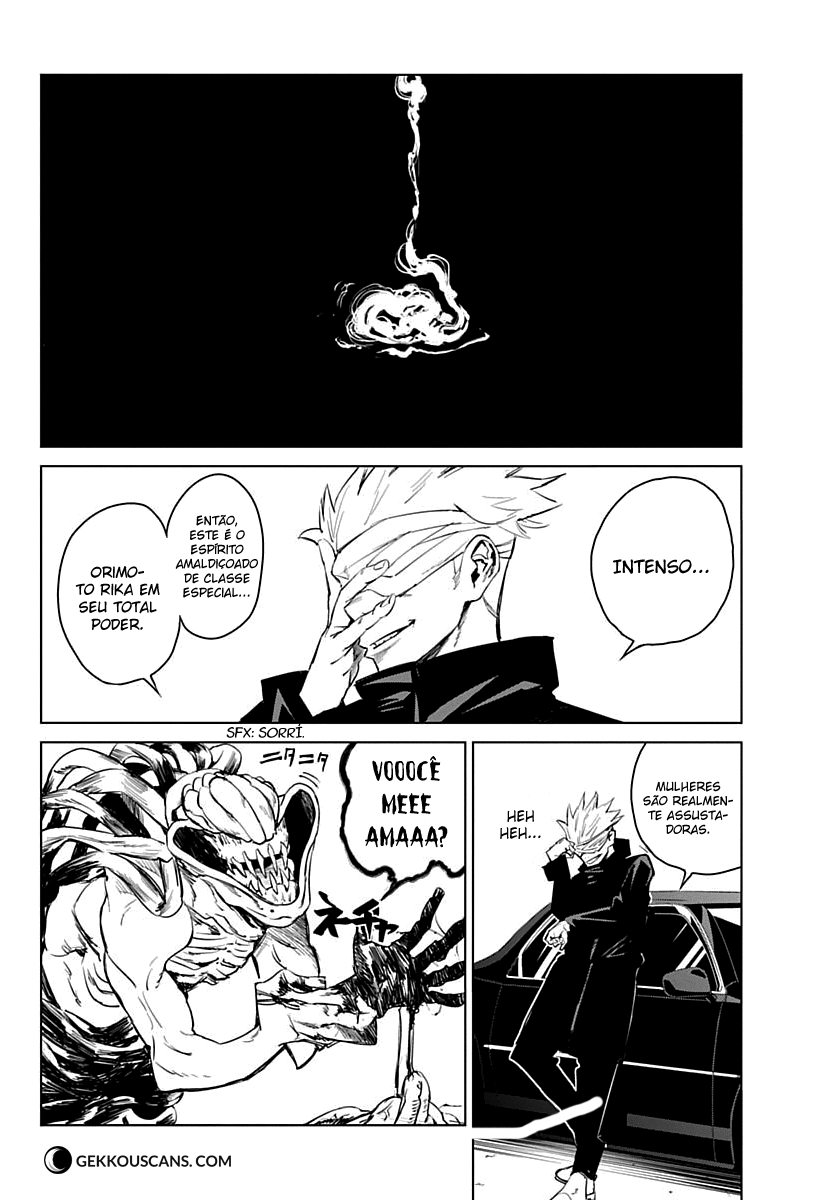 INTENSO...
ENTÃO,
ESTE É O
ESPÍRITO
AMALDIÇOADO
DE CLASSE
ESPECIAL...
ORIMO-
TO RIKA EM
SEU TOTAL
PODER.
MULHERES
SÃO REALMEN-
TE ASSUSTA-
DORAS.
HEH
HEH...
SFX: SORRÍ.
ニタニタ
VOOOCÊ
MEEE
AMAAA?
ネチャ
GEKKOUSCANS.COM